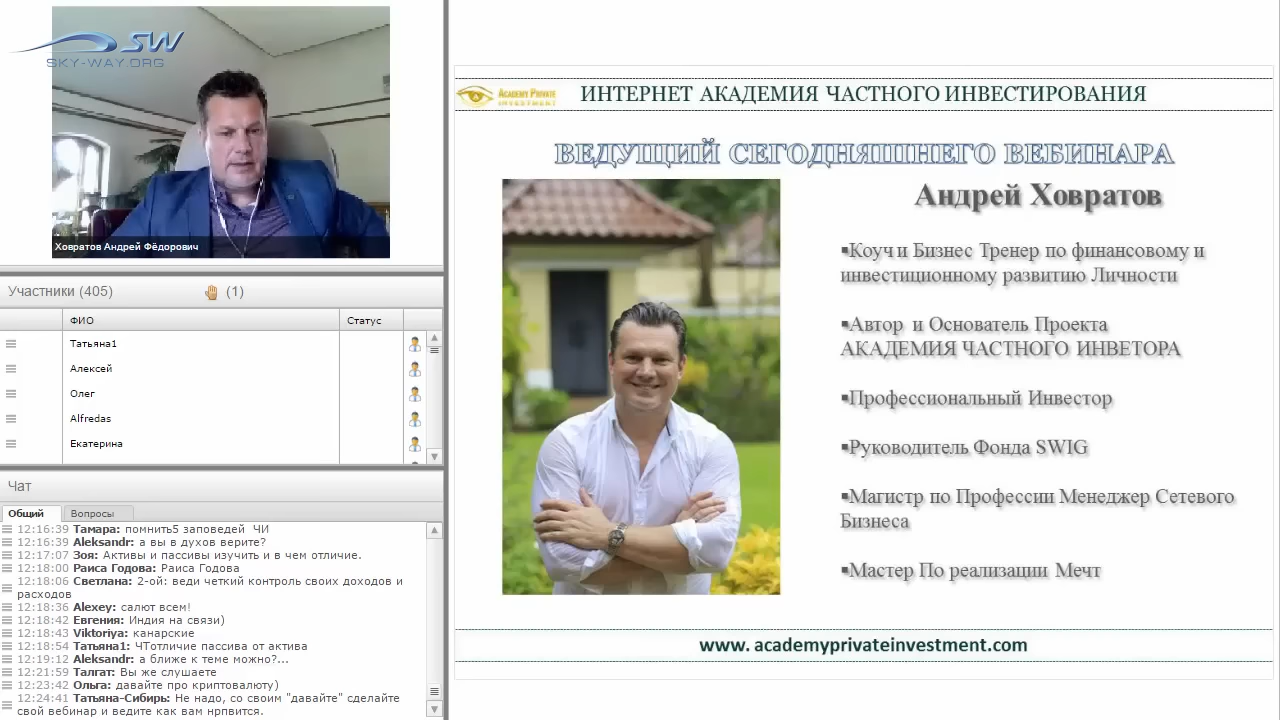 SW
SKY-WAY.ORG
Ховратов Андрей Фёдорович
Участники (405)
(1)
ФИО
Статус
Татьяна1
Алексей
Олег
Alfredas
Екатерина
Чат
Общий
Вопросы
12:16:39 Тамара: помнить5 заповедей ЧИ
12:16:39 Aleksandr: а вы в духов верите?
12:17:07 Зоя: Активы и пассивы изучить и в чем отличие.
12:18:00 Раиса Годова: Раиса Годова
12:18:06 Светлана: 2-ой: веди четкий контроль своих доходов и
расходов
12:18:36 Alexey: салют всем!
12:18:42 Евгения: Индия на связи)
12:18:43 Viktoriya: канарские
12:18:54 Татьяна1: ЧТотличие пассива от актива
12:19:12 Aleksandr: а ближе к теме можно?...
12:21:59 Талгат: Вы же слушаете
12:23:42 Ольга: давайте про криптовалюту)
12:24:41 Татьяна-Сибирь: Не надо, со своим "давайте" сделайте
свой вебинар и ведите как вам нрпвится.
ACADEMY PRIVATE
INVESTMENT
ИНТЕРНЕТ АКАДЕМИЯ ЧАСТНОГО ИНВЕСТИРОВАНИЯ
ВЕДУЩИЙ СЕГОДНЯШНЕГО ВЕБИНАРА
Андрей Ховратов
▪Коуч и Бизнес Тренер по финансовому и
инвестиционному развитию Личности
▪Автор и Основатель Проекта
АКАДЕМИЯ ЧАСТНОГО ИНВЕТОРА
▪Профессиональный Инвестор
▪Руководитель Фонда SWIG
▪Магистр по Профессии Менеджер Сетевого
Бизнеса
▪Мастер По реализации Мечт
www. academyprivateinvestment.com